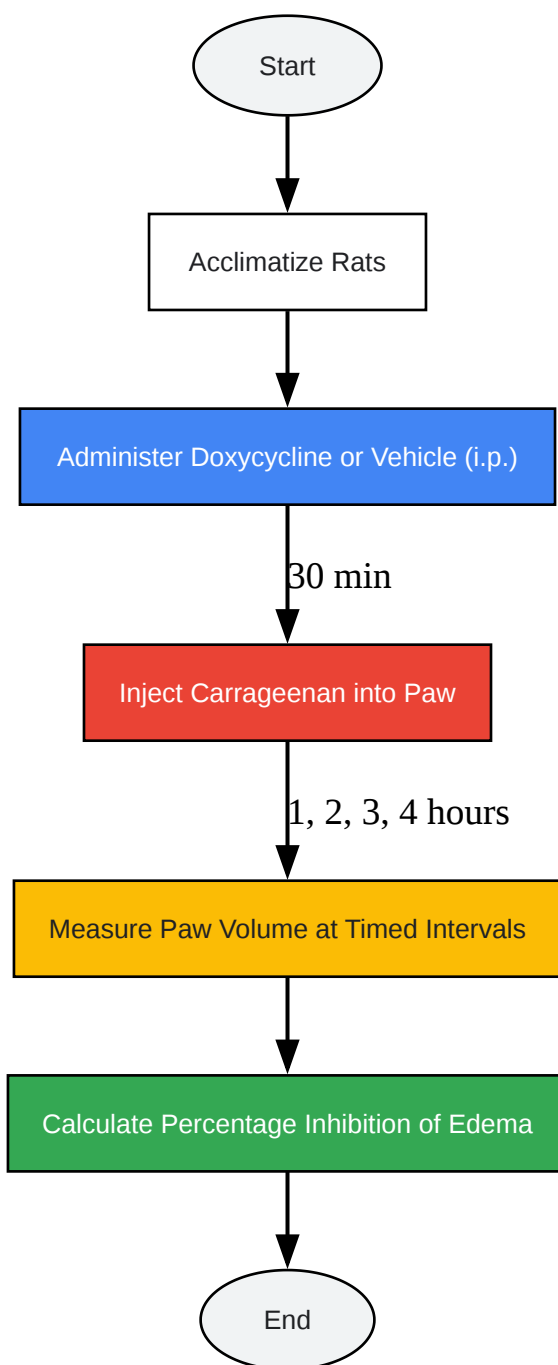 Start
Acclimatize Rats
Administer Doxycycline or Vehicle (i.p.)
30 min
Inject Carrageenan into Paw
1, 2, 3, 4 hours
Measure Paw Volume at Timed Intervals
Calculate Percentage Inhibition of Edema
End